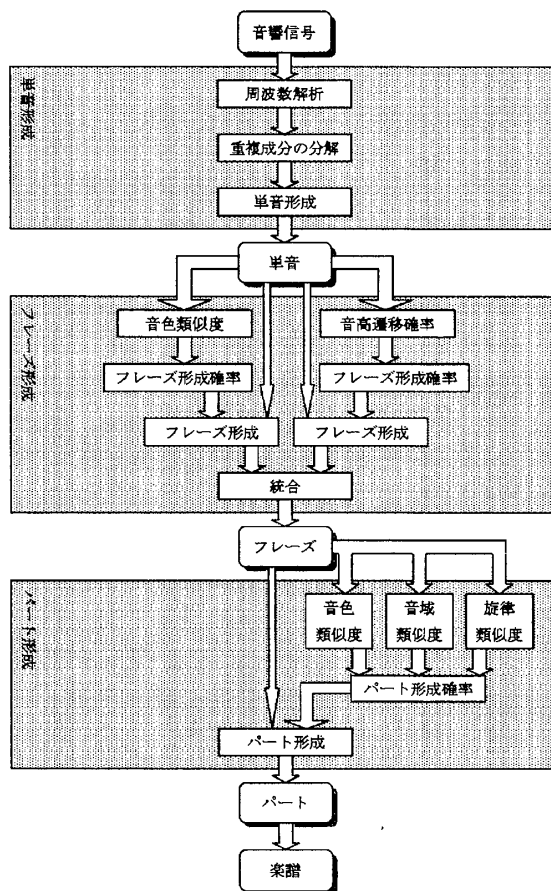 音響信号
単音形成
周波数解析
重複成分の分解
単音形成
単音
フレーズ形成
音色類似度
音高遷移確率
フレーズ形成確率
フレーズ形成確率
フレーズ形成
フレーズ形成
統合
フレーズ
パート形成
音色
類似度
音域
類似度
旋律
類似度
パート形成確率
パート形成
パート
楽譜